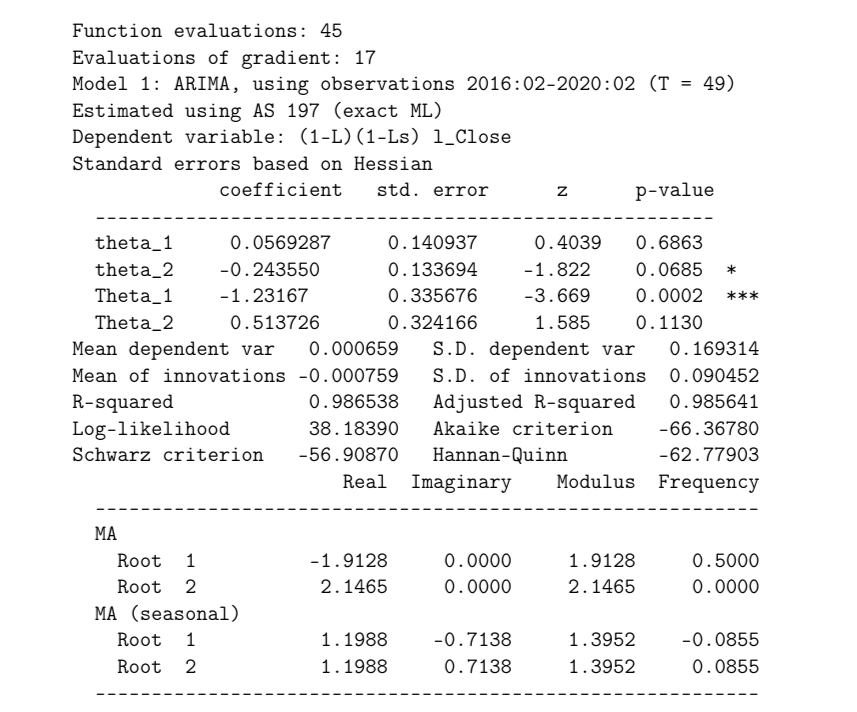 Function evaluations: 45
Evaluations of gradient: 17
Model 1: ARIMA, using observations 2016:02-2020:02 (T = 49)
Estimated using AS 197 (exact ML)
Dependent variable: (1-L)(1-Ls) l_Close
Standard errors based on Hessian
             coefficient   std. error      z      p-value
  -------------------------------------------------------
  theta_1     0.0569287     0.140937     0.4039   0.6863
  theta_2    -0.243550      0.133694    -1.822    0.0685  *
  Theta_1    -1.23167       0.335676    -3.669    0.0002  ***
  Theta_2     0.513726      0.324166     1.585    0.1130
Mean dependent var   0.000659   S.D. dependent var   0.169314
Mean of innovations -0.000759   S.D. of innovations  0.090452
R-squared            0.986538   Adjusted R-squared   0.985641
Log-likelihood       38.18390   Akaike criterion    -66.36780
Schwarz criterion   -56.90870   Hannan-Quinn        -62.77903
                        Real  Imaginary    Modulus  Frequency
  -----------------------------------------------------------
  MA
    Root  1          -1.9128     0.0000     1.9128     0.5000
    Root  2           2.1465     0.0000     2.1465     0.0000
  MA (seasonal)
    Root  1           1.1988    -0.7138     1.3952    -0.0855
    Root  2           1.1988     0.7138     1.3952     0.0855
  -----------------------------------------------------------